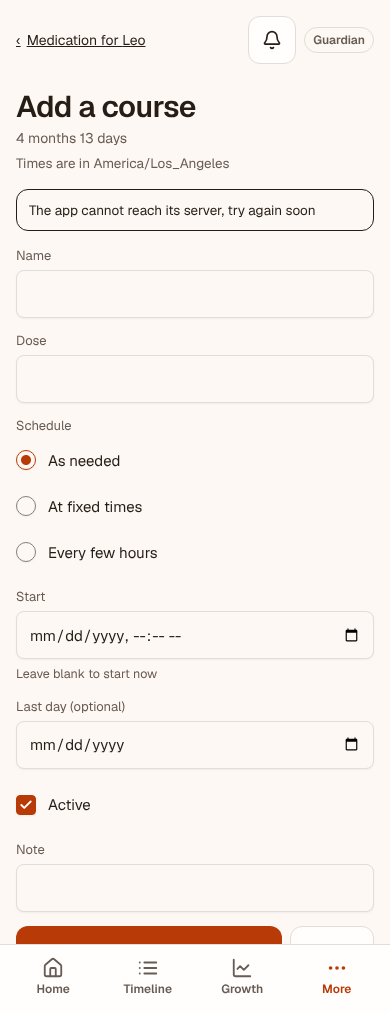 ‹ Medication for Leo
Guardian
Add a course
4 months 13 days
Times are in America/Los_Angeles
The app cannot reach its server, try again soon
Name
Dose
Schedule
As needed
At fixed times
Every few hours
Start
mm/dd/yyyy, --:-- --
Leave blank to start now
Last day (optional)
mm/dd/yyyy
Active
Note
Home
Timeline
Growth
More